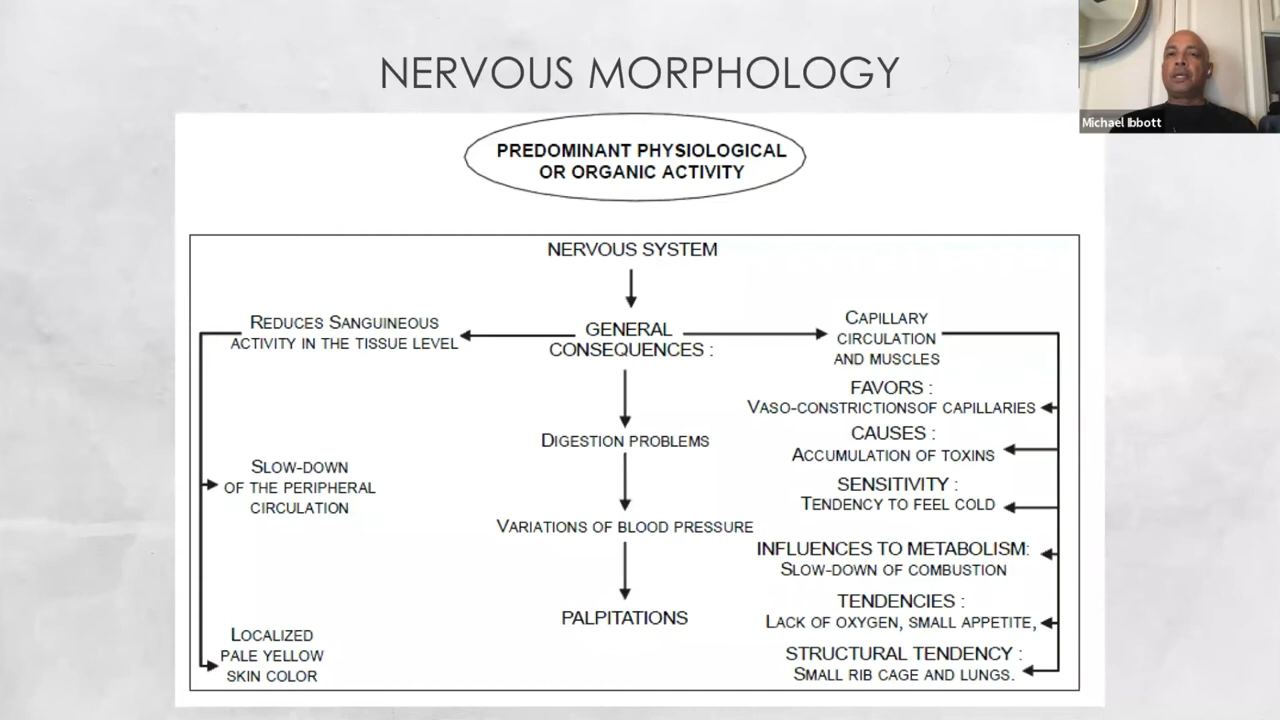 NERVOUS MORPHOLOGY
Michael Ibbott
PREDOMINANT PHYSIOLOGICAL
OR ORGANIC ACTIVITY
NERVOUS SYSTEM
REDUCES SANGUINEOUS
ACTIVITY IN THE TISSUE LEVEL
GENERAL
CONSEQUENCES :
CAPILLARY
CIRCULATION
AND MUSCLES
FAVORS :
VASO-CONSTRICTIONSOF CAPILLARIES
CAUSES :
ACCUMULATION OF TOXINS
DIGESTION PROBLEMS
SLOW-DOWN
OF THE PERIPHERAL
CIRCULATION
SENSITIVITY :
TENDENCY TO FEEL COLD
VARIATIONS OF BLOOD PRESSURE
INFLUENCES TO METABOLISM:
SLOW-DOWN OF COMBUSTION
PALPITATIONS
TENDENCIES :
LACK OF OXYGEN, SMALL APPETITE,
LOCALIZED
PALE YELLOW
SKIN COLOR
STRUCTURAL TENDENCY :
SMALL RIB CAGE AND LUNGS.